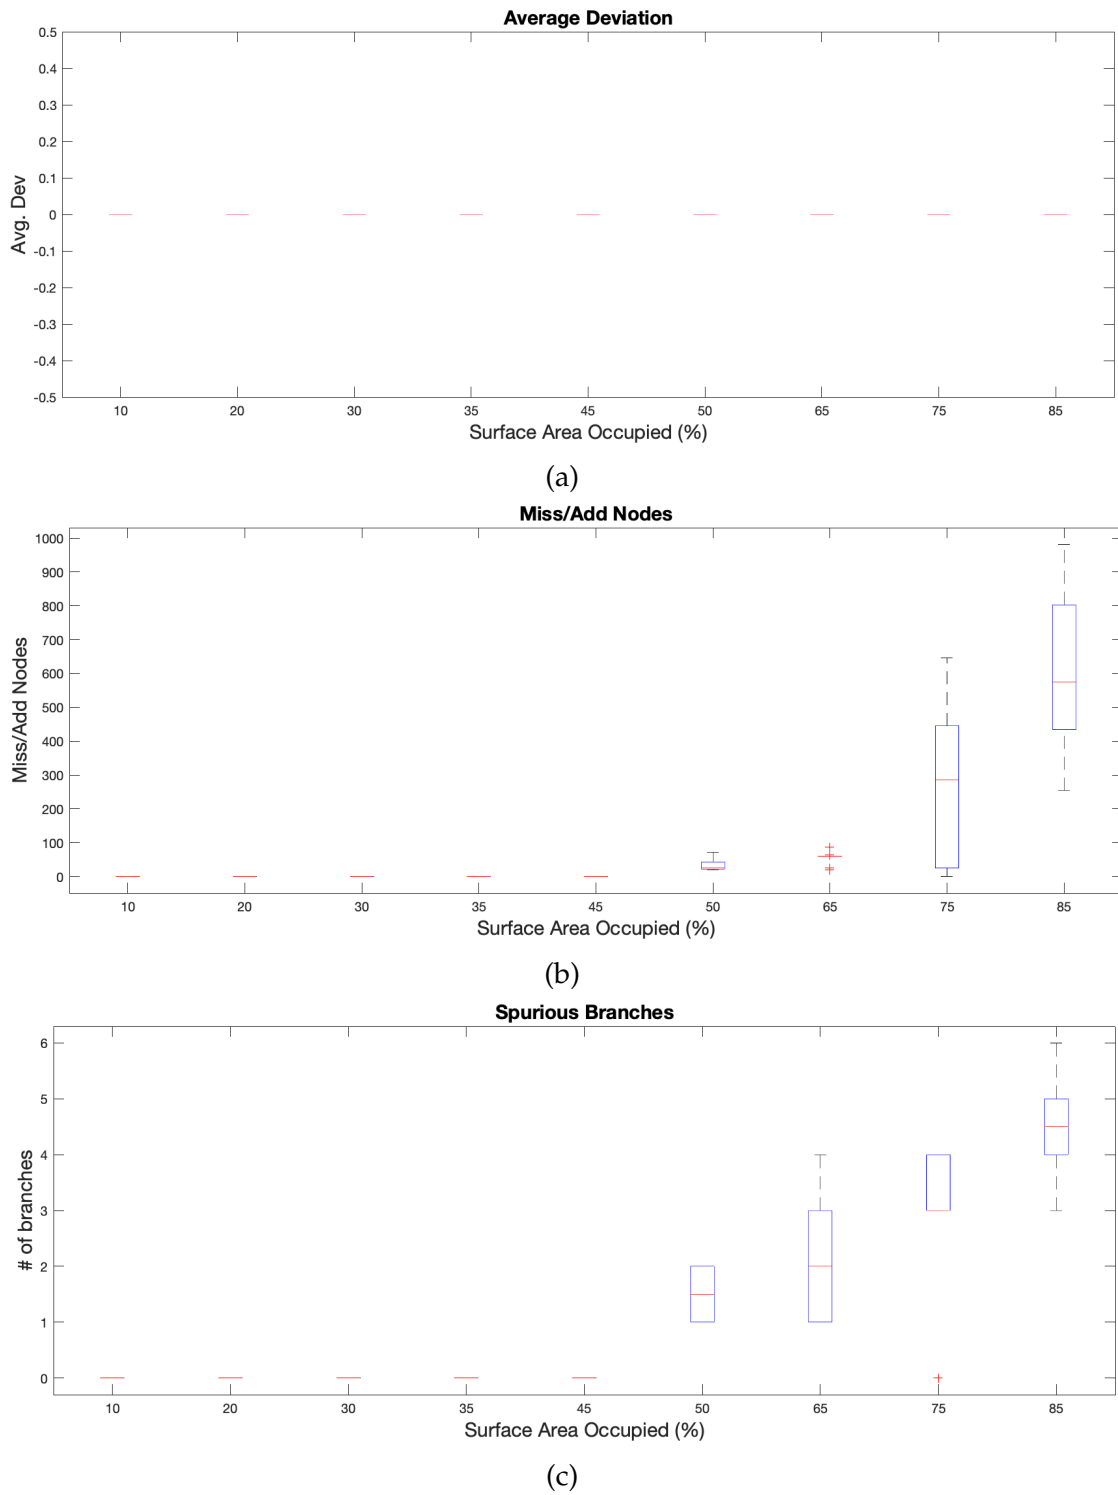 Average Deviation
0.5
0.4
0.3
0.2
0.1
0
-0.1
-0.2
-0.3
-0.4
-0.5
Avg. Dev
10 20 30 35 45 50 65 75 85
Surface Area Occupied (%)
(a)
Miss/Add Nodes
1000
900
800
700
600
500
400
300
200
100
0
Miss/Add Nodes
10 20 30 35 45 50 65 75 85
Surface Area Occupied (%)
(b)
Spurious Branches
6
5
4
3
2
1
0
# of branches
10 20 30 35 45 50 65 75 85
Surface Area Occupied (%)
(c)